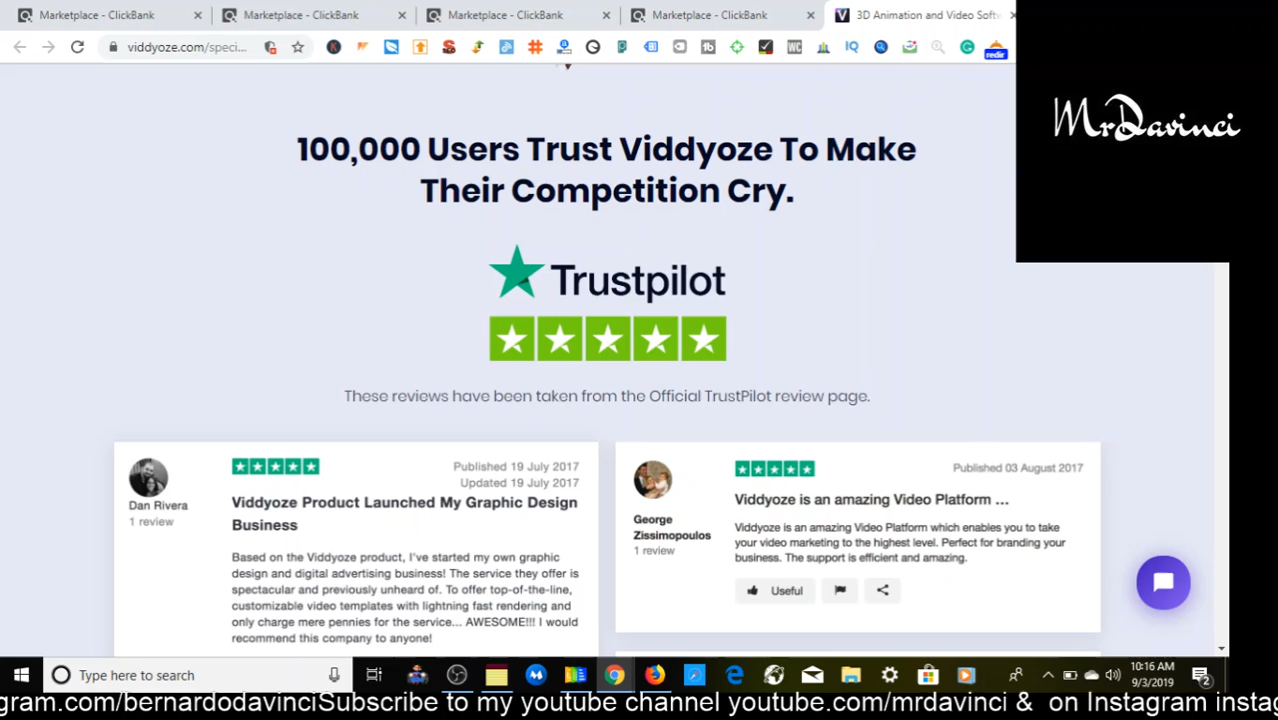 Marketplace - ClickBank
Marketplace - ClickBank
Marketplace - ClickBank
Marketplace - ClickBank
3D Animation and Video Softw
viddyoze.com/speci...
WC
IQ
redir
MrDavinci
100,000 Users Trust Viddyoze To Make
Their Competition Cry.
Trustpilot
These reviews have been taken from the Official TrustPilot review page.
Dan Rivera
1 review
Published 19 July 2017
Updated 19 July 2017
Viddyoze Product Launched My Graphic Design
Business
Based on the Viddyoze product, I've started my own graphic
design and digital advertising business! The service they offer is
spectacular and previously unheard of. To offer top-of-the-line,
customizable video templates with lightning fast rendering and
only charge mere pennies for the service... AWESOME!!! I would
recommend this company to anyone!
George
Zissimopoulos
1 review
Published 03 August 2017
Viddyoze is an amazing Video Platform ...
Viddyoze is an amazing Video Platform which enables you to take
your video marketing to the highest level. Perfect for branding your
business. The support is efficient and amazing.
Useful
Type here to search
10:16 AM
9/3/2019
2
gram.com/bernardodavinciSubscribe to my youtube channel youtube.com/mrdavinci & on Instagram insta